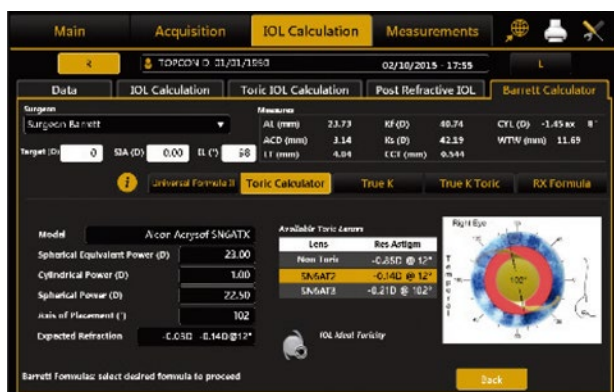 Main Acquisition IOL Calculation Measurements
R TOPCON D. 01/01/1950 02/10/2015 - 17:55 L
Data IOL Calculation Toric IOL Calculation Post Refractive IOL Barrett Calculator
Surgeon Measures
Surgeon Barrett AL (mm) 23.73 Kf (D) 40.74 CYL (D) -1.45 ax 8°
ACD (mm) 3.14 Ks (D) 42.19 WTW (mm) 11.69
Target (D) 0 SIA (D) 0.00 IL (°) 98 LT (mm) 4.04 CCT (mm) 0.544
i Universal Formula II Toric Calculator True K True K Toric RX Formula
Model Alcon Acrysof SN6ATX Available Toric Lenses Right Eye
Lens Res Astigm
Spherical Equivalent Power (D) 23.00 Non Toric -0.85D @ 12°
Cylindrical Power (D) 1.00 SN6AT2 -0.14D @ 12°
Spherical Power (D) 22.50 SN6AT3 -0.21D @ 102° 102°
Axis of Placement (°) 102 Temporal
Expected Refraction -0.03D -0.14D@12° IOL Ideal Toricity
Barrett Formulas: select desired formula to proceed Back